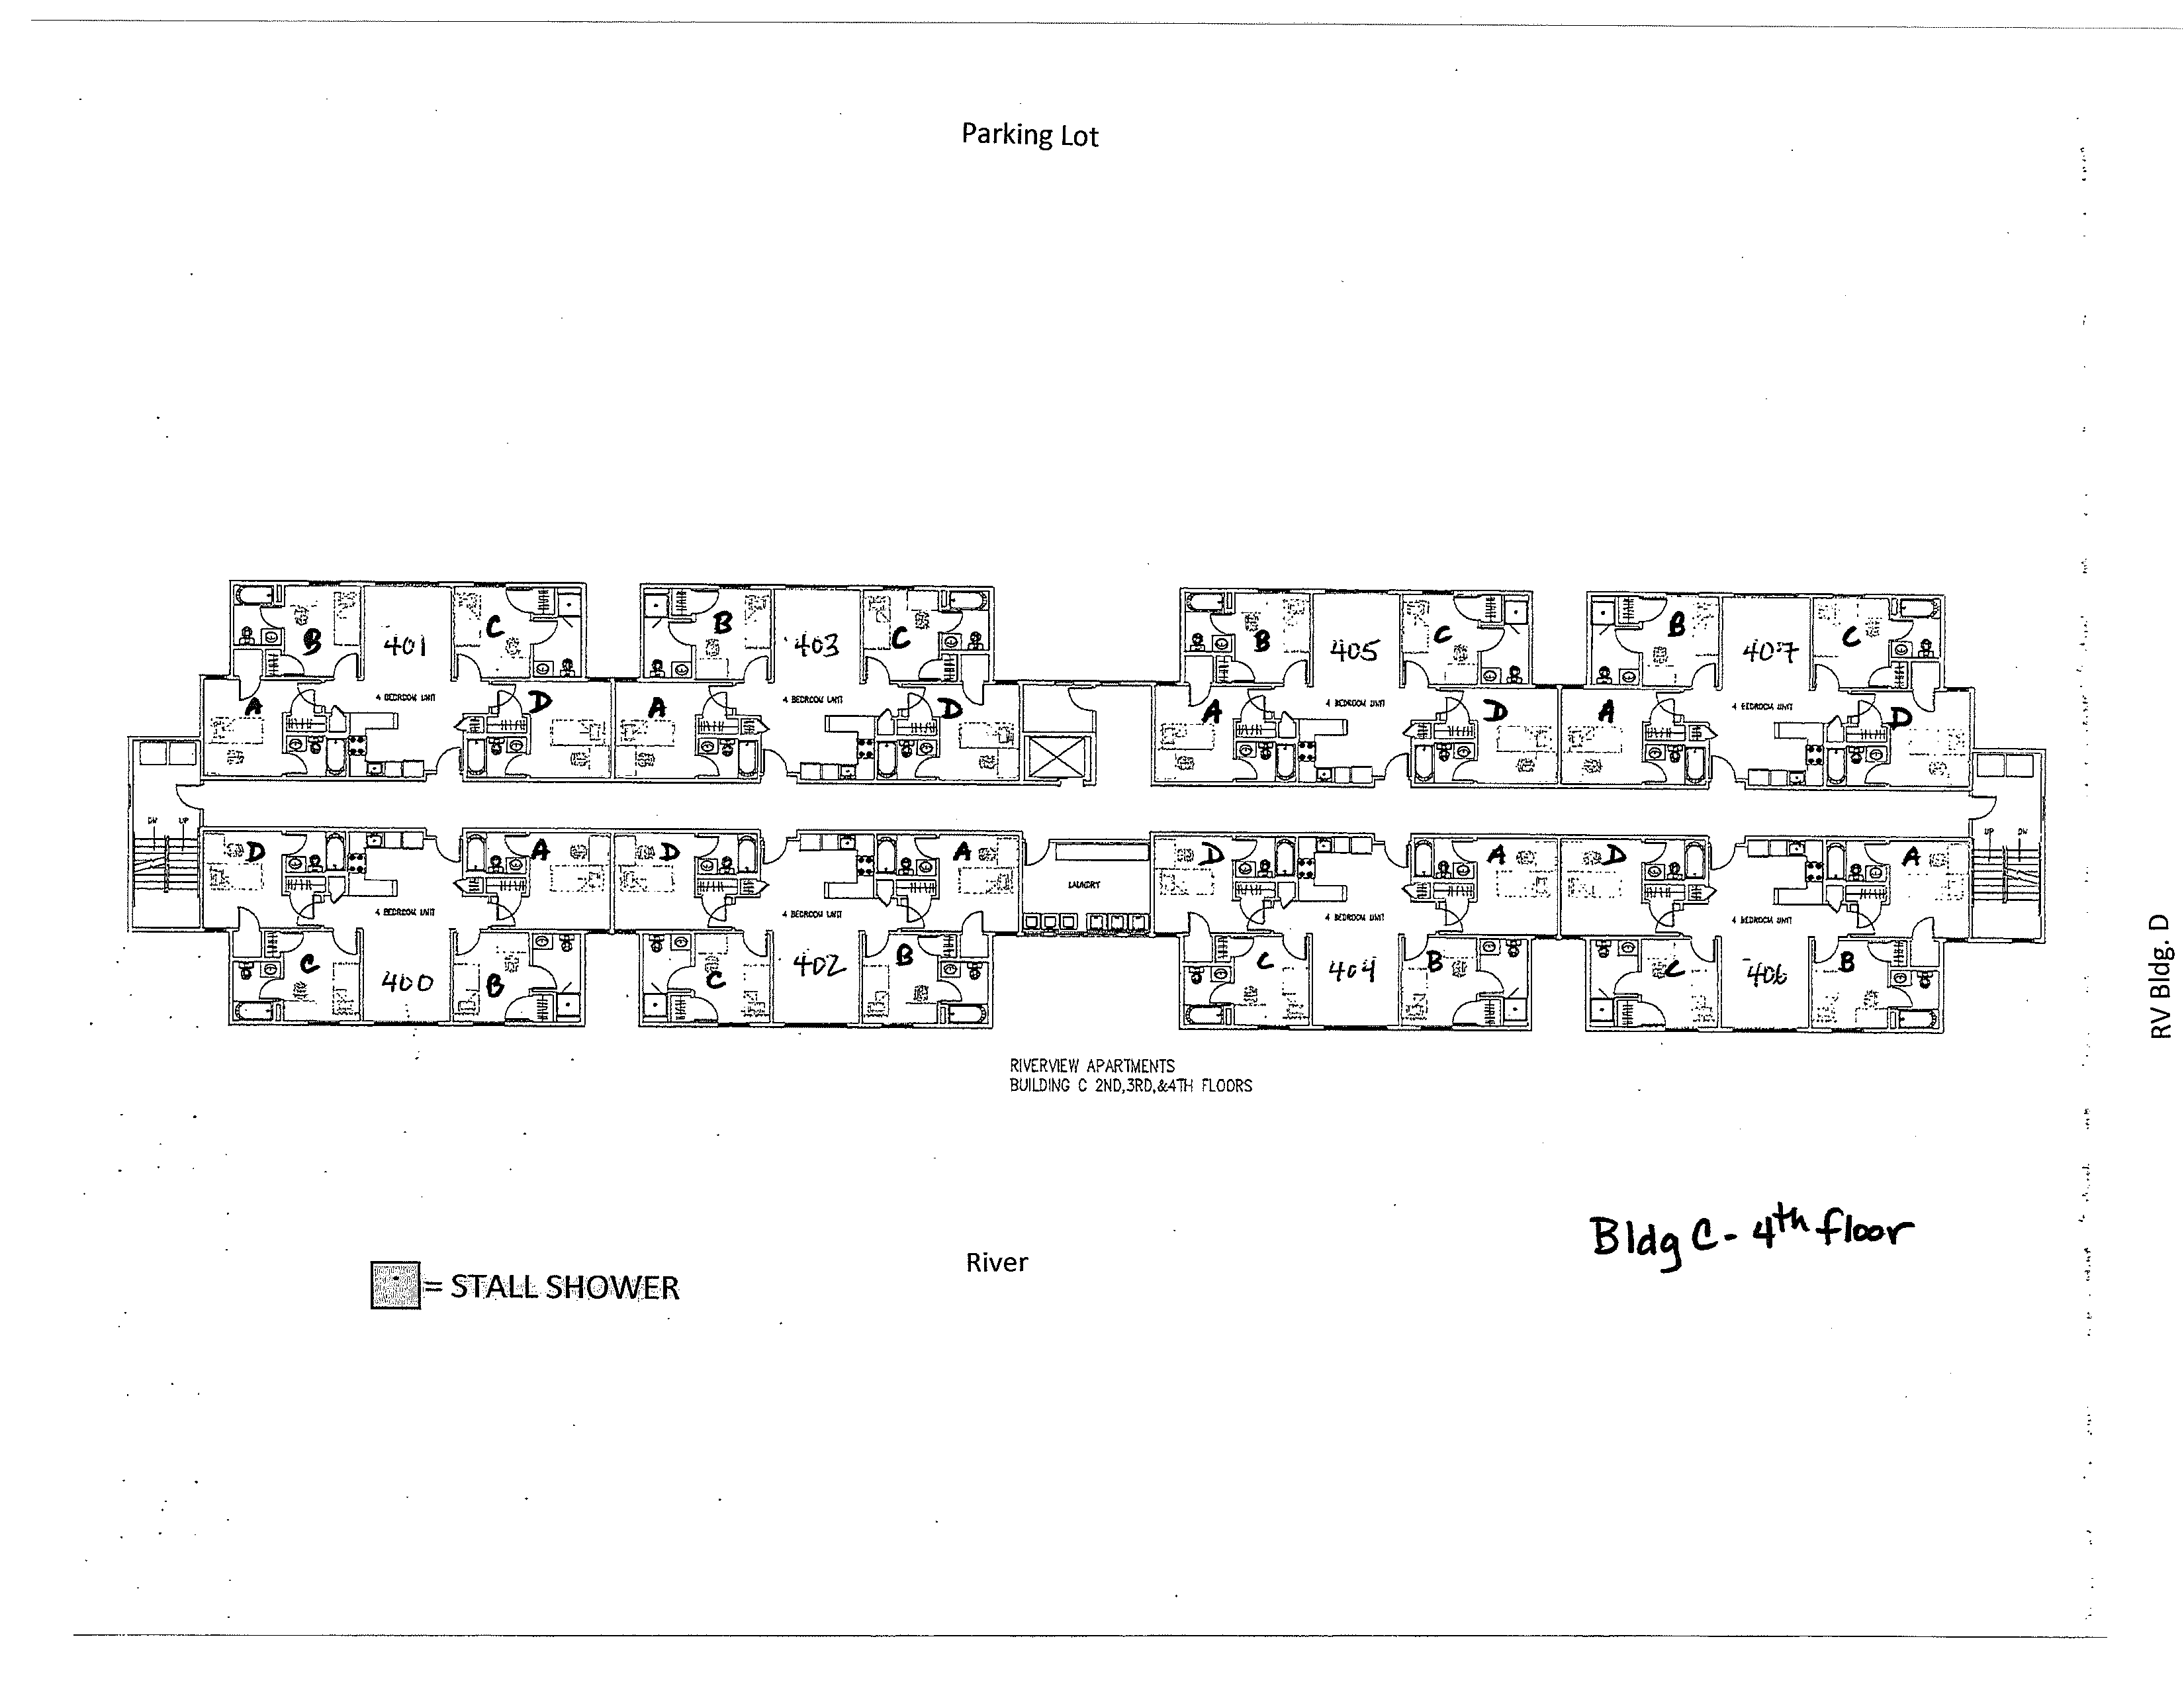 Parking Lot
401
403
405
407
B
C
B
C
B
C
B
C
4 BEDROOM UNIT
4 BEDROOM UNIT
4 BEDROOM UNIT
4 BEDROOM UNIT
A
D
A
D
A
D
A
D
DN UP
UP DN
D
A
D
A
D
A
D
A
LAUNDRY
4 BEDROOM UNIT
4 BEDROOM UNIT
4 BEDROOM UNIT
4 BEDROOM UNIT
C
B
C
B
C
B
C
B
400
402
404
406
RV Bldg. D
RIVERVIEW APARTMENTS
BUILDING C 2ND,3RD,&4TH FLOORS
Bldg C - 4th floor
River
= STALL SHOWER